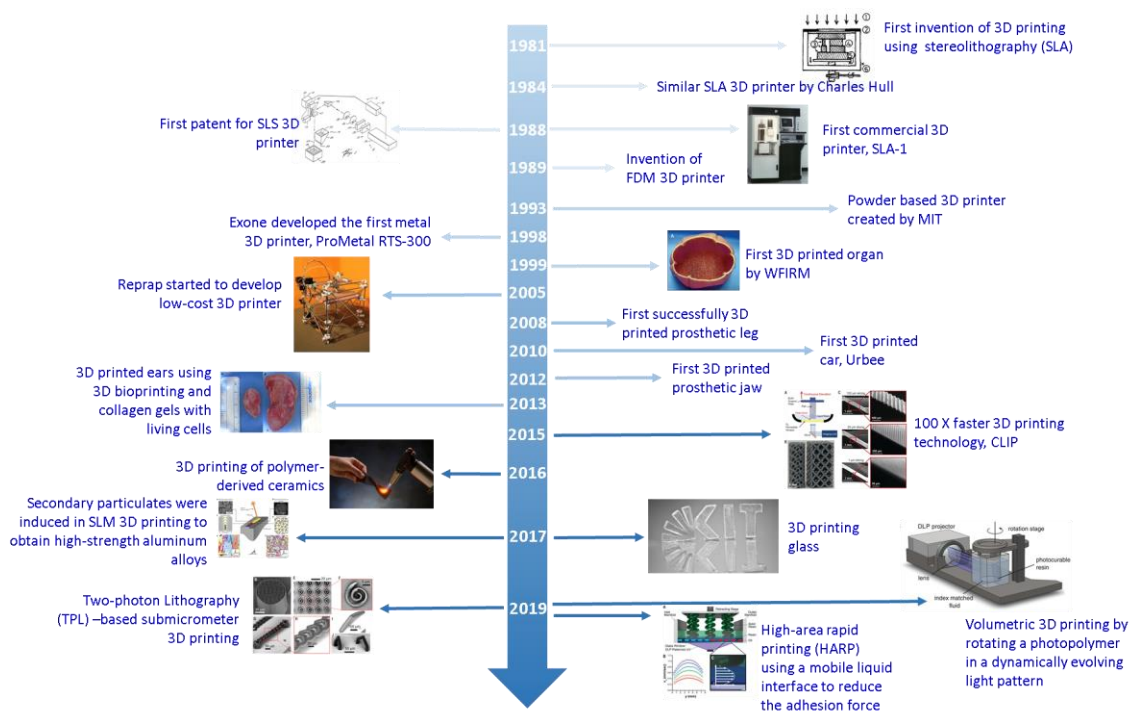 1981
First invention of 3D printing
using stereolithography (SLA)
1984
Similar SLA 3D printer by Charles Hull
First patent for SLS 3D
printer
1988
First commercial 3D
printer, SLA-1
1989
Invention of
FDM 3D printer
1993
Powder based 3D printer
created by MIT
Exone developed the first metal
3D printer, ProMetal RTS-300
1998
1999
First 3D printed organ
by WFIRM
Reprap started to develop
low-cost 3D printer
2005
2008
First successfully 3D
printed prosthetic leg
2010
First 3D printed
car, Urbee
2012
First 3D printed
prosthetic jaw
3D printed ears using
3D bioprinting and
collagen gels with
living cells
2013
2015
100 X faster 3D printing
technology, CLIP
3D printing of polymer-
derived ceramics
2016
Secondary particulates were
induced in SLM 3D printing to
obtain high-strength aluminum
alloys
2017
3D printing
glass
DLP projector
rotation stage
photocurable
resin
lens
index matched
fluid
Two-photon Lithography
(TPL) –based submicrometer
3D printing
2019
High-area rapid
printing (HARP)
using a mobile liquid
interface to reduce
the adhesion force
Volumetric 3D printing by
rotating a photopolymer
in a dynamically evolving
light pattern